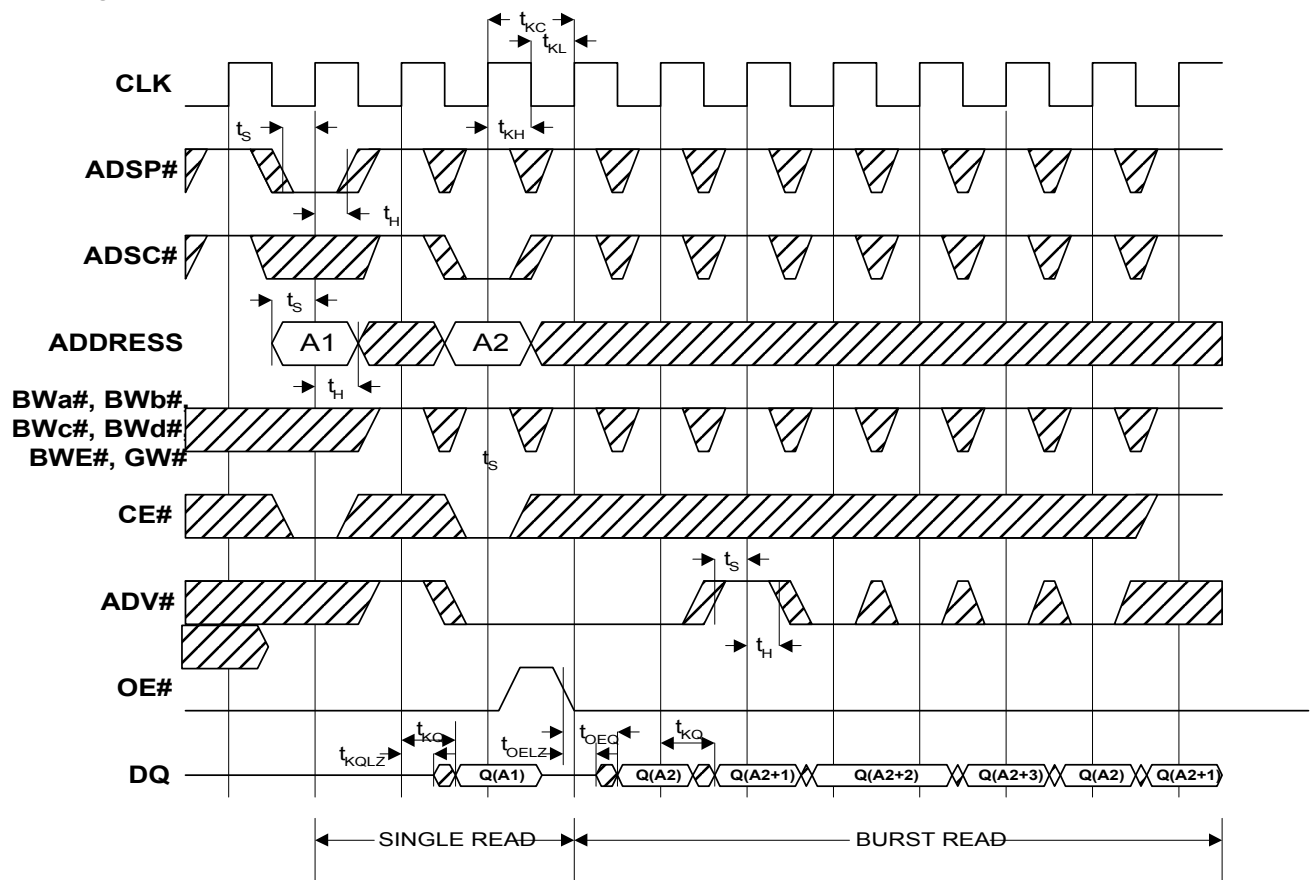 tKC
tKL
CLK
tS
tKH
ADSP#
tH
ADSC#
tS
ADDRESS
A1
A2
tH
BWa#, BWb#,
BWc#, BWd#,
BWE#, GW#
tS
CE#
tS
ADV#
tH
OE#
tKQ
tOEQ
tKQ
tKQLZ
tOELZ
DQ
Q(A1)
Q(A2)
Q(A2+1)
Q(A2+2)
Q(A2+3)
Q(A2)
Q(A2+1)
SINGLE READ
BURST READ